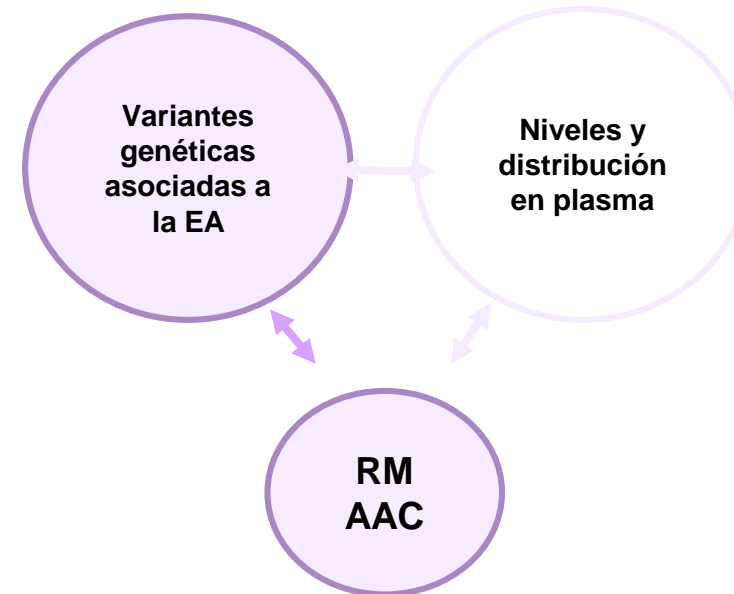 Variantes
genéticas
asociadas a
la EA
Niveles y
distribución
en plasma
RM
AAC